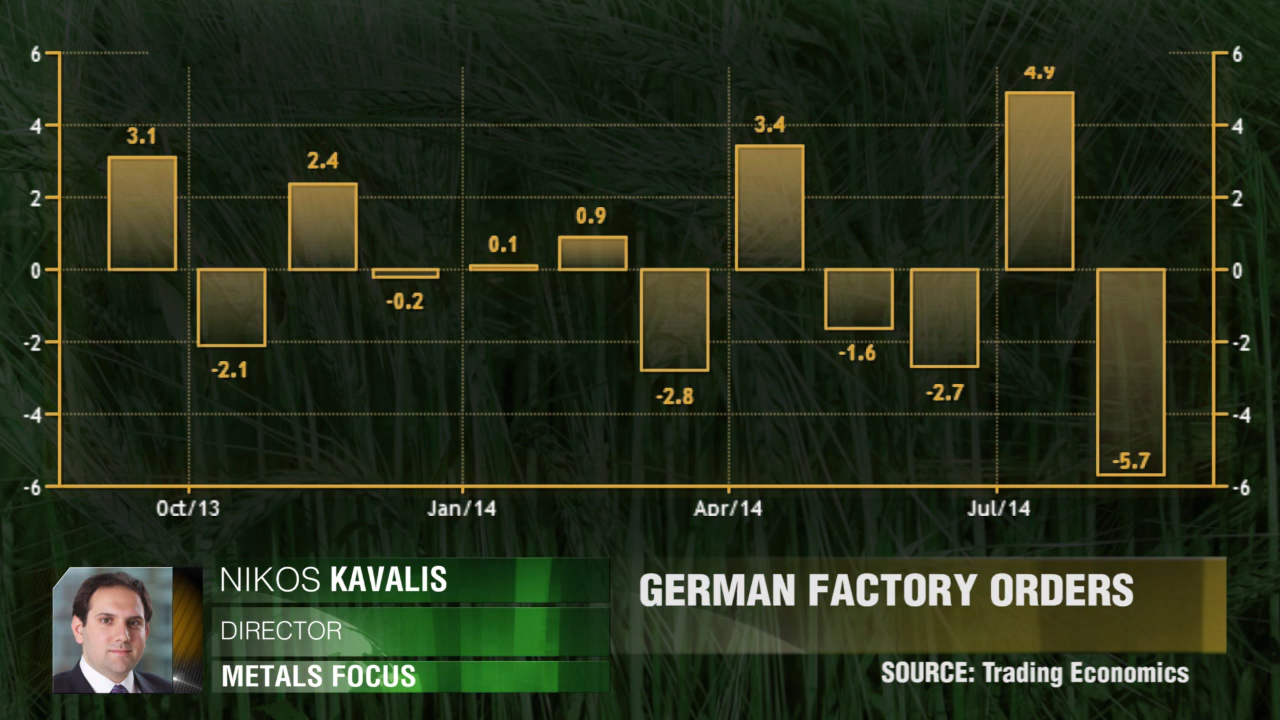 6
6
4.9
3.1
4
3.4
4
2.4
2
2
0.9
0.1
0
0
-0.2
-2.1
-2
-1.6
-2
-2.8
-2.7
-4
-4
-5.7
-6
-6
Oct/13
Jan/14
Apr/14
Jul/14
NIKOS KAVALIS
DIRECTOR
METALS FOCUS
GERMAN FACTORY ORDERS
SOURCE: Trading Economics